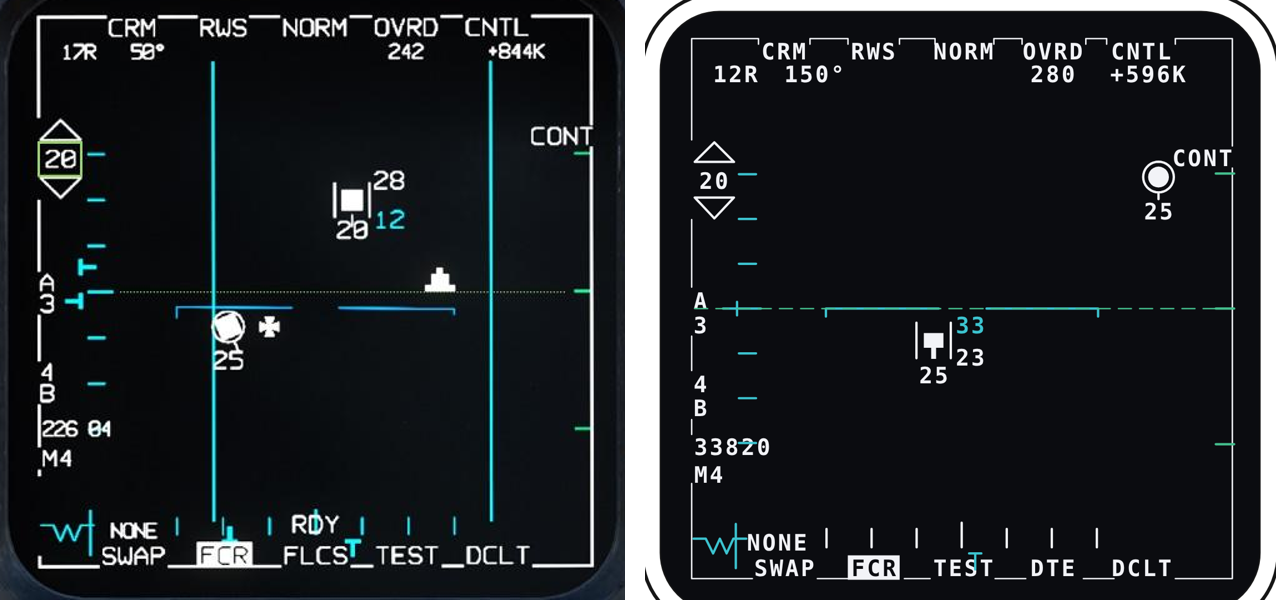 CRM RWS NORM OVRD CNTL
17R 50° 242 +844K
CONT
20
28
12
20
A
3
25
4
B
226 04
M4
NONE RDY
SWAP FCR FLCS TEST DCLT
CRM RWS NORM OVRD CNTL
12R 150° 280 +596K
CONT
20
25
A
3
33
23
25
4
B
33820
M4
NONE
SWAP FCR TEST DTE DCLT